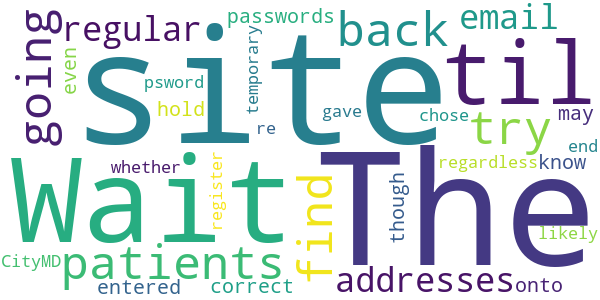 going
regular
site
passwords
back
email
til
even
psword
hold
temporary
re
gave
chose
try
may
end
Wait
whether
register
find
The
though
regardless
know
likely
CityMD
patients
entered
correct
addresses
onto